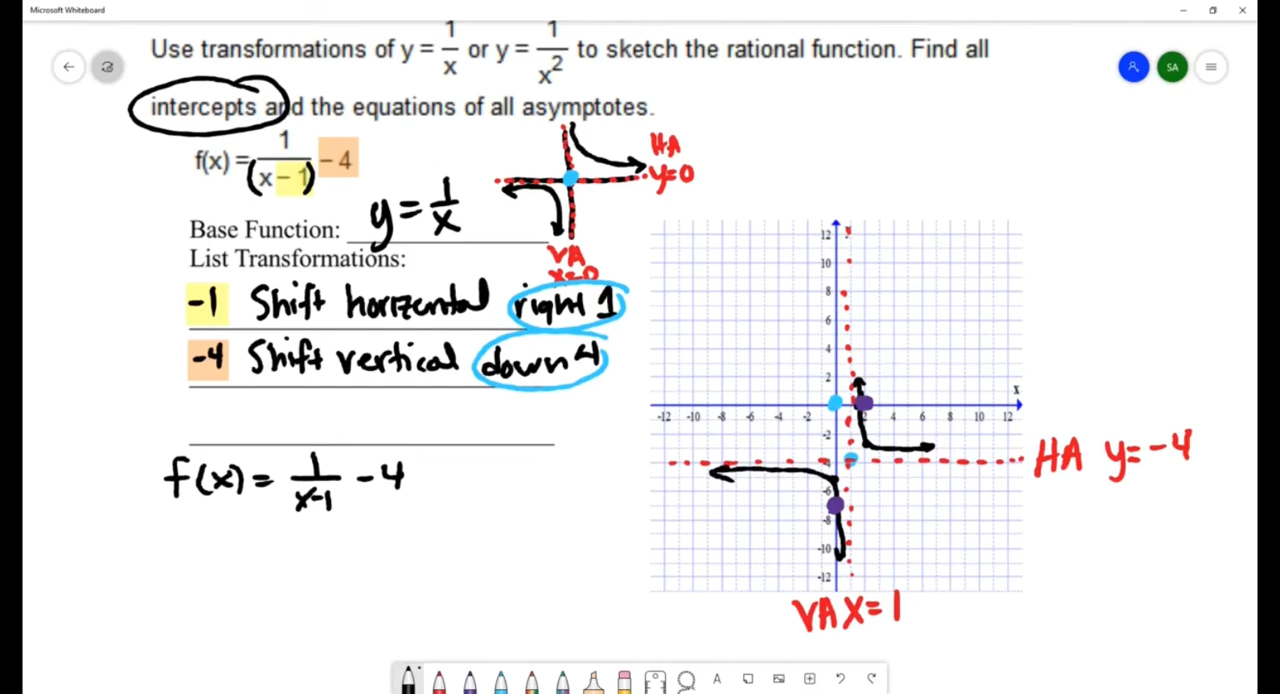 Microsoft Whiteboard
SA
Use transformations of y = 1/x or y = 1/x² to sketch the rational function. Find all
intercepts and the equations of all asymptotes.
f(x) = 1/(x − 1) − 4
HA
y=0
Base Function: y = 1/x
VA
x=0
List Transformations:
-1 Shift horizontal right 1
-4 Shift vertical down 4
f(x) = 1/x-1 - 4
12
10
8
6
4
2
x
-12 -10 -8 -6 -4 -2 2 4 6 8 10 12
-2
-4
-6
-8
-10
-12
HA y=-4
VA X=1
A